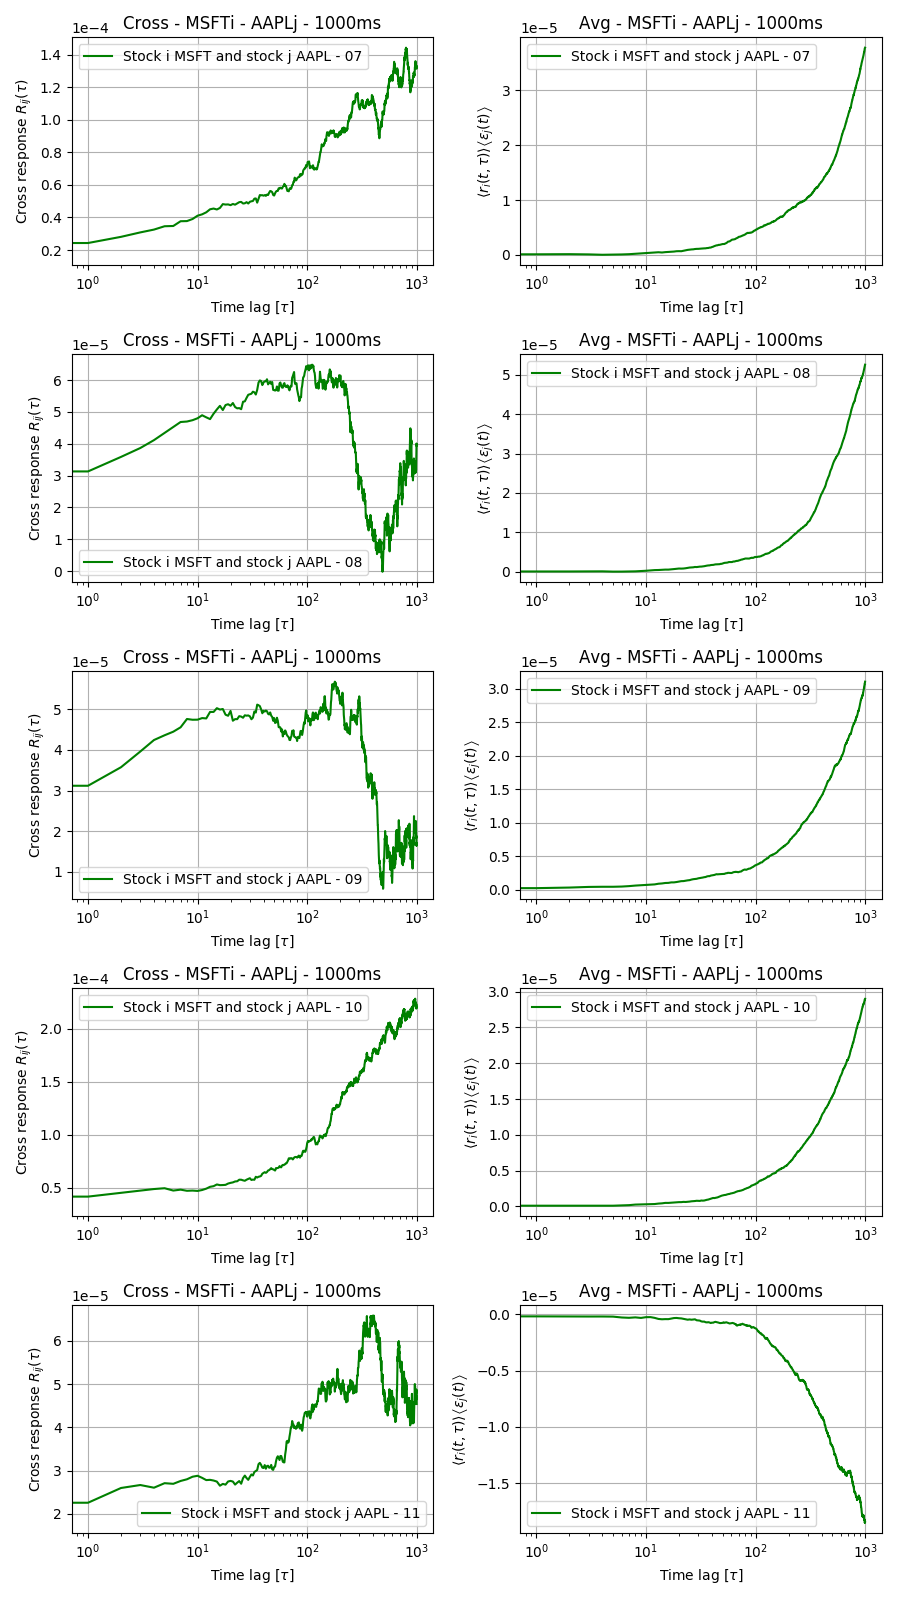 Cross - MSFTi - AAPLj - 1000ms
1e−4
Stock i MSFT and stock j AAPL - 07
1.4
1.2
1.0
0.8
0.6
0.4
0.2
Cross response R_ij(τ)
10^0 10^1 10^2 10^3
Time lag [τ]
Avg - MSFTi - AAPLj - 1000ms
1e−5
Stock i MSFT and stock j AAPL - 07
3
2
1
0
⟨r_i(t, τ)⟩⟨ε_j(t)⟩
10^0 10^1 10^2 10^3
Time lag [τ]
Cross - MSFTi - AAPLj - 1000ms
1e−5
6
5
4
3
2
1
0
Cross response R_ij(τ)
Stock i MSFT and stock j AAPL - 08
10^0 10^1 10^2 10^3
Time lag [τ]
Avg - MSFTi - AAPLj - 1000ms
1e−5
Stock i MSFT and stock j AAPL - 08
5
4
3
2
1
0
⟨r_i(t, τ)⟩⟨ε_j(t)⟩
10^0 10^1 10^2 10^3
Time lag [τ]
Cross - MSFTi - AAPLj - 1000ms
1e−5
5
4
3
2
1
Cross response R_ij(τ)
Stock i MSFT and stock j AAPL - 09
10^0 10^1 10^2 10^3
Time lag [τ]
Avg - MSFTi - AAPLj - 1000ms
1e−5
Stock i MSFT and stock j AAPL - 09
3.0
2.5
2.0
1.5
1.0
0.5
0.0
⟨r_i(t, τ)⟩⟨ε_j(t)⟩
10^0 10^1 10^2 10^3
Time lag [τ]
Cross - MSFTi - AAPLj - 1000ms
1e−4
Stock i MSFT and stock j AAPL - 10
2.0
1.5
1.0
0.5
Cross response R_ij(τ)
10^0 10^1 10^2 10^3
Time lag [τ]
Avg - MSFTi - AAPLj - 1000ms
1e−5
Stock i MSFT and stock j AAPL - 10
3.0
2.5
2.0
1.5
1.0
0.5
0.0
⟨r_i(t, τ)⟩⟨ε_j(t)⟩
10^0 10^1 10^2 10^3
Time lag [τ]
Cross - MSFTi - AAPLj - 1000ms
1e−5
6
5
4
3
2
Cross response R_ij(τ)
Stock i MSFT and stock j AAPL - 11
10^0 10^1 10^2 10^3
Time lag [τ]
Avg - MSFTi - AAPLj - 1000ms
1e−5
0.0
−0.5
−1.0
−1.5
⟨r_i(t, τ)⟩⟨ε_j(t)⟩
Stock i MSFT and stock j AAPL - 11
10^0 10^1 10^2 10^3
Time lag [τ]